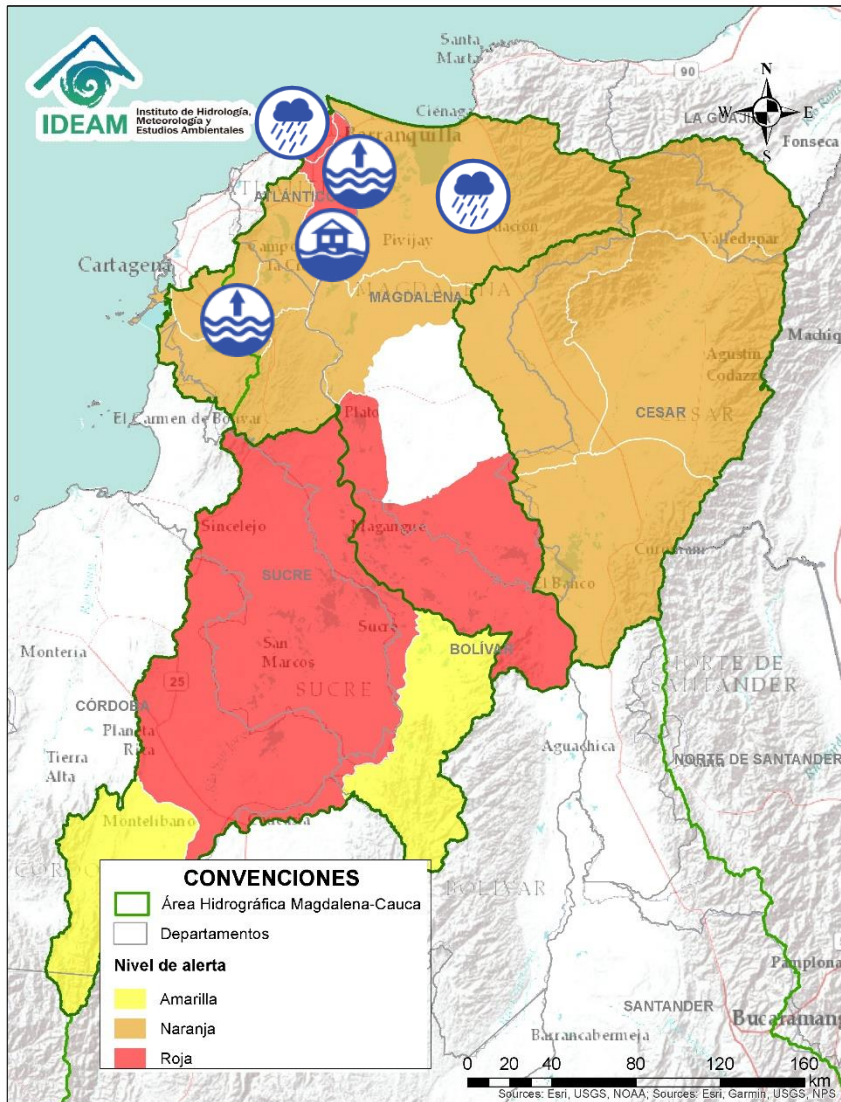 IDEAM
Instituto de Hidrología,
Meteorología y
Estudios Ambientales
Santa
Marta
90
N
W
E
S
LA GUAJI
Fonseca
Ciénaga
Barranquilla
ATLÁNTICO
Cartagena
Pivijay
Valledupar
MAGDALENA
Machiq
Agustín
Codazzi
CESAR
CESAR
El Carmen de Bolívar
Plato
Sincelejo
Magangué
SUCRE
Curumaní
El Banco
Sucre
San
Marcos
SUCRE
BOLÍVAR
Montería
25
CÓRDOBA
Planeta
Rica
Tierra
Alta
NORTE DE
SANTANDER
Aguachica
NORTE DE SANTANDER
Montelíbano
Caucasia
BOLÍVAR
CONVENCIONES
Área Hidrográfica Magdalena-Cauca
Departamentos
Nivel de alerta
Amarilla
Naranja
Roja
Pamplona
SANTANDER
Bucaramang
Barrancabermeja
0 20 40 80 120 160
km
Sources: Esri, USGS, NOAA; Sources: Esri, Garmin, USGS, NPS